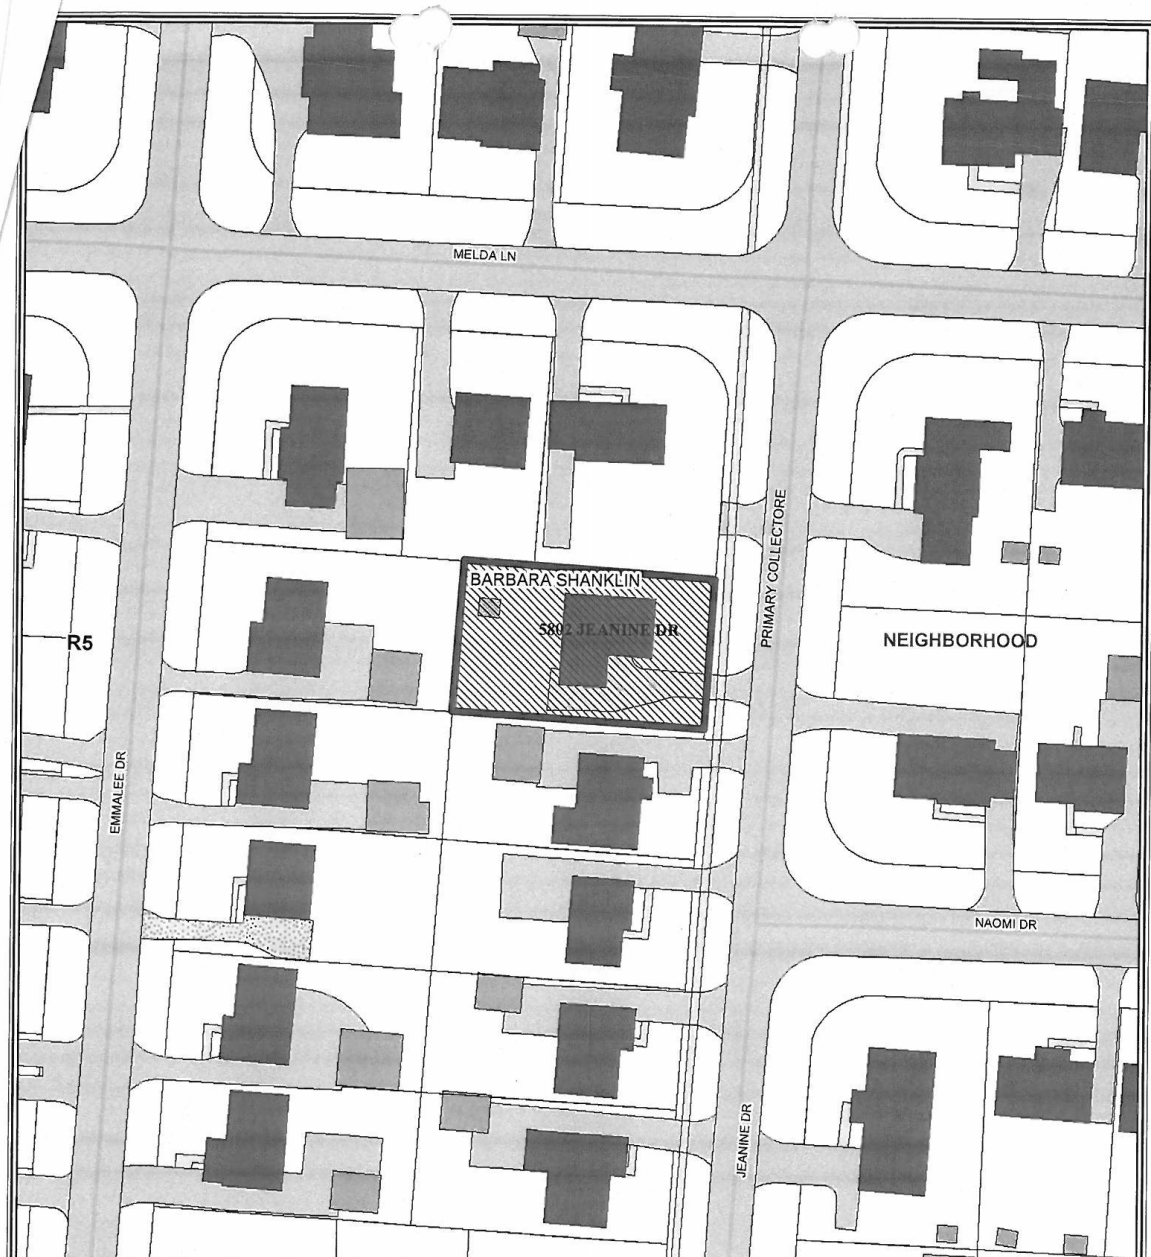 MELDA LN
PRIMARY COLLECTORE
BARBARA SHANKLIN
5802 JEANINE DR
R5
NEIGHBORHOOD
EMMALEE DR
NAOMI DR
JEANINE DR